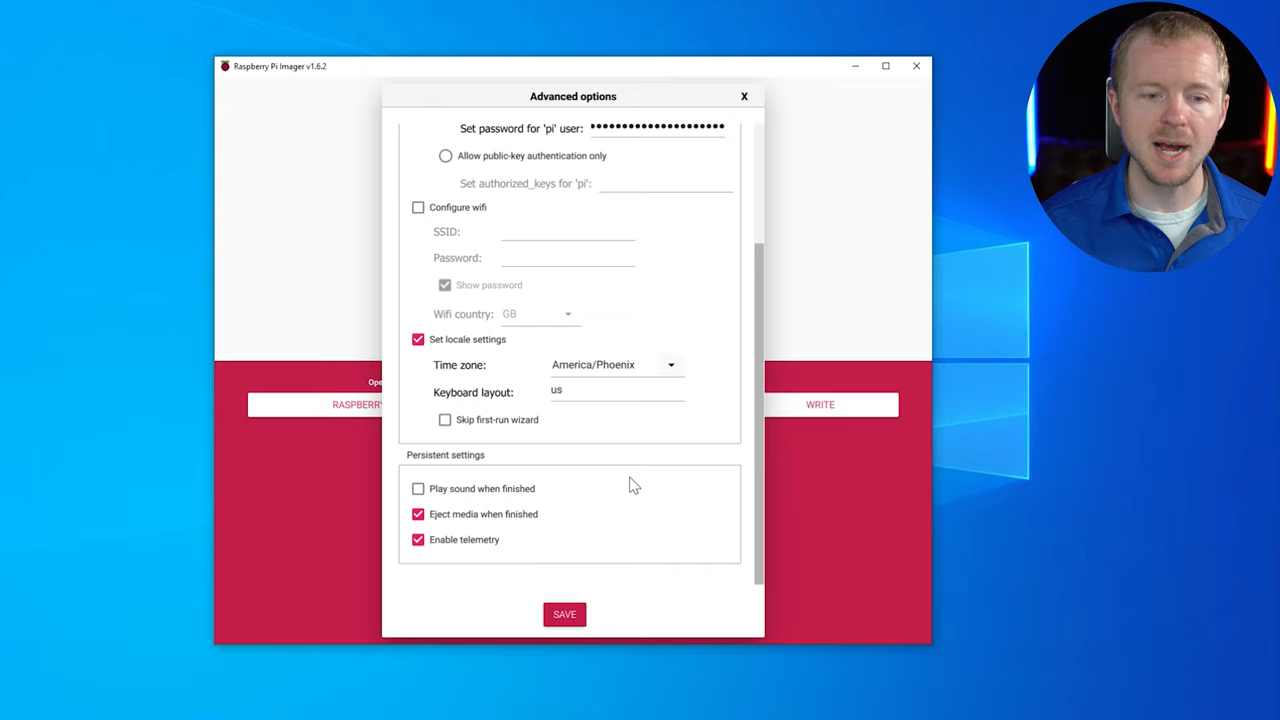 Raspberry Pi Imager v1.6.2
Advanced options
X
Set password for 'pi' user: ••••••••••••••••••••••
Allow public-key authentication only
Set authorized_keys for 'pi':
Configure wifi
SSID:
Password:
Show password
Wifi country: GB
Set locale settings
Time zone: America/Phoenix
Keyboard layout: us
Skip first-run wizard
Ope
RASPBERRY
WRITE
Persistent settings
Play sound when finished
Eject media when finished
Enable telemetry
SAVE